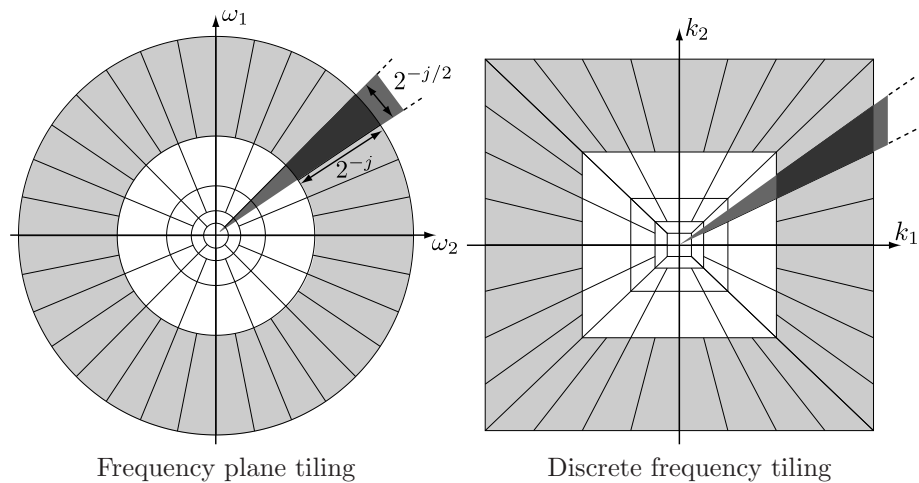 ω₁
2^{-j/2}
2^{-j}
ω₂
Frequency plane tiling
k₂
k₁
Discrete frequency tiling